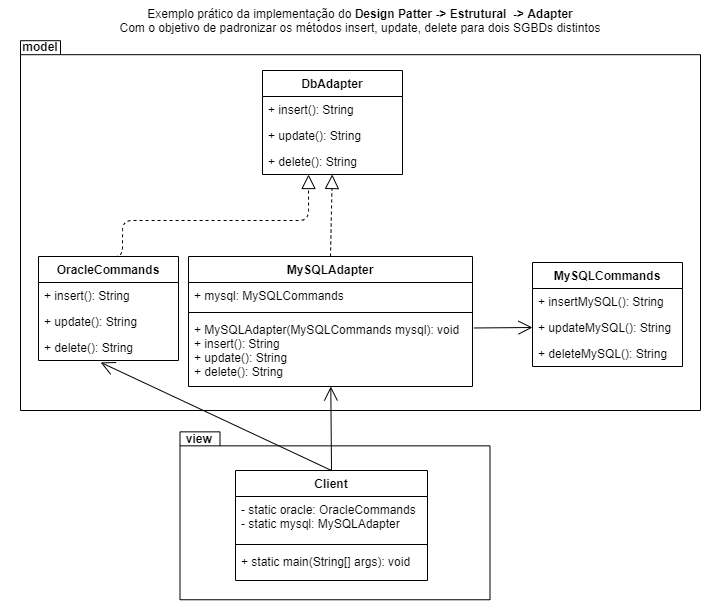 Exemplo prático da implementação do Design Patter -> Estrutural -> Adapter
Com o objetivo de padronizar os métodos insert, update, delete para dois SGBDs distintos
model
DbAdapter
+ insert(): String
+ update(): String
+ delete(): String
OracleCommands
+ insert(): String
+ update(): String
+ delete(): String
MySQLAdapter
+ mysql: MySQLCommands
+ MySQLAdapter(MySQLCommands mysql): void
+ insert(): String
+ update(): String
+ delete(): String
MySQLCommands
+ insertMySQL(): String
+ updateMySQL(): String
+ deleteMySQL(): String
view
Client
- static oracle: OracleCommands
- static mysql: MySQLAdapter
+ static main(String[] args): void